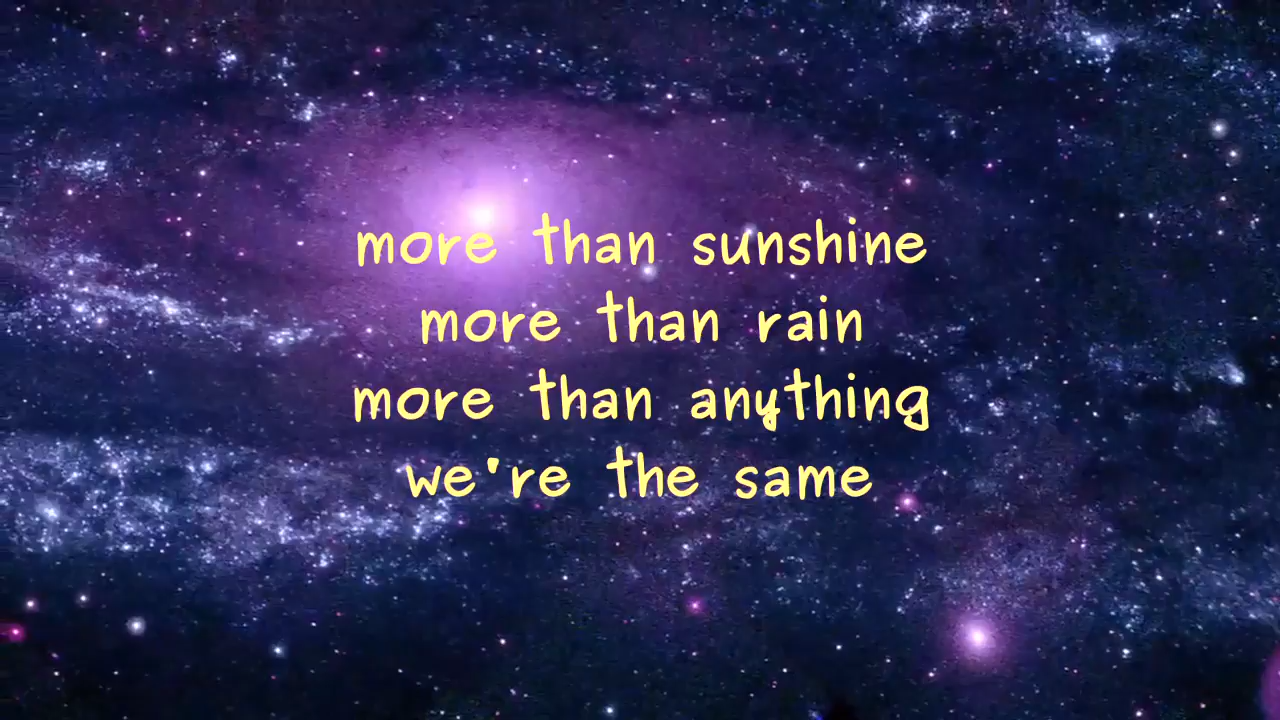 more than sunshine
more than rain
more than anything
we're the same